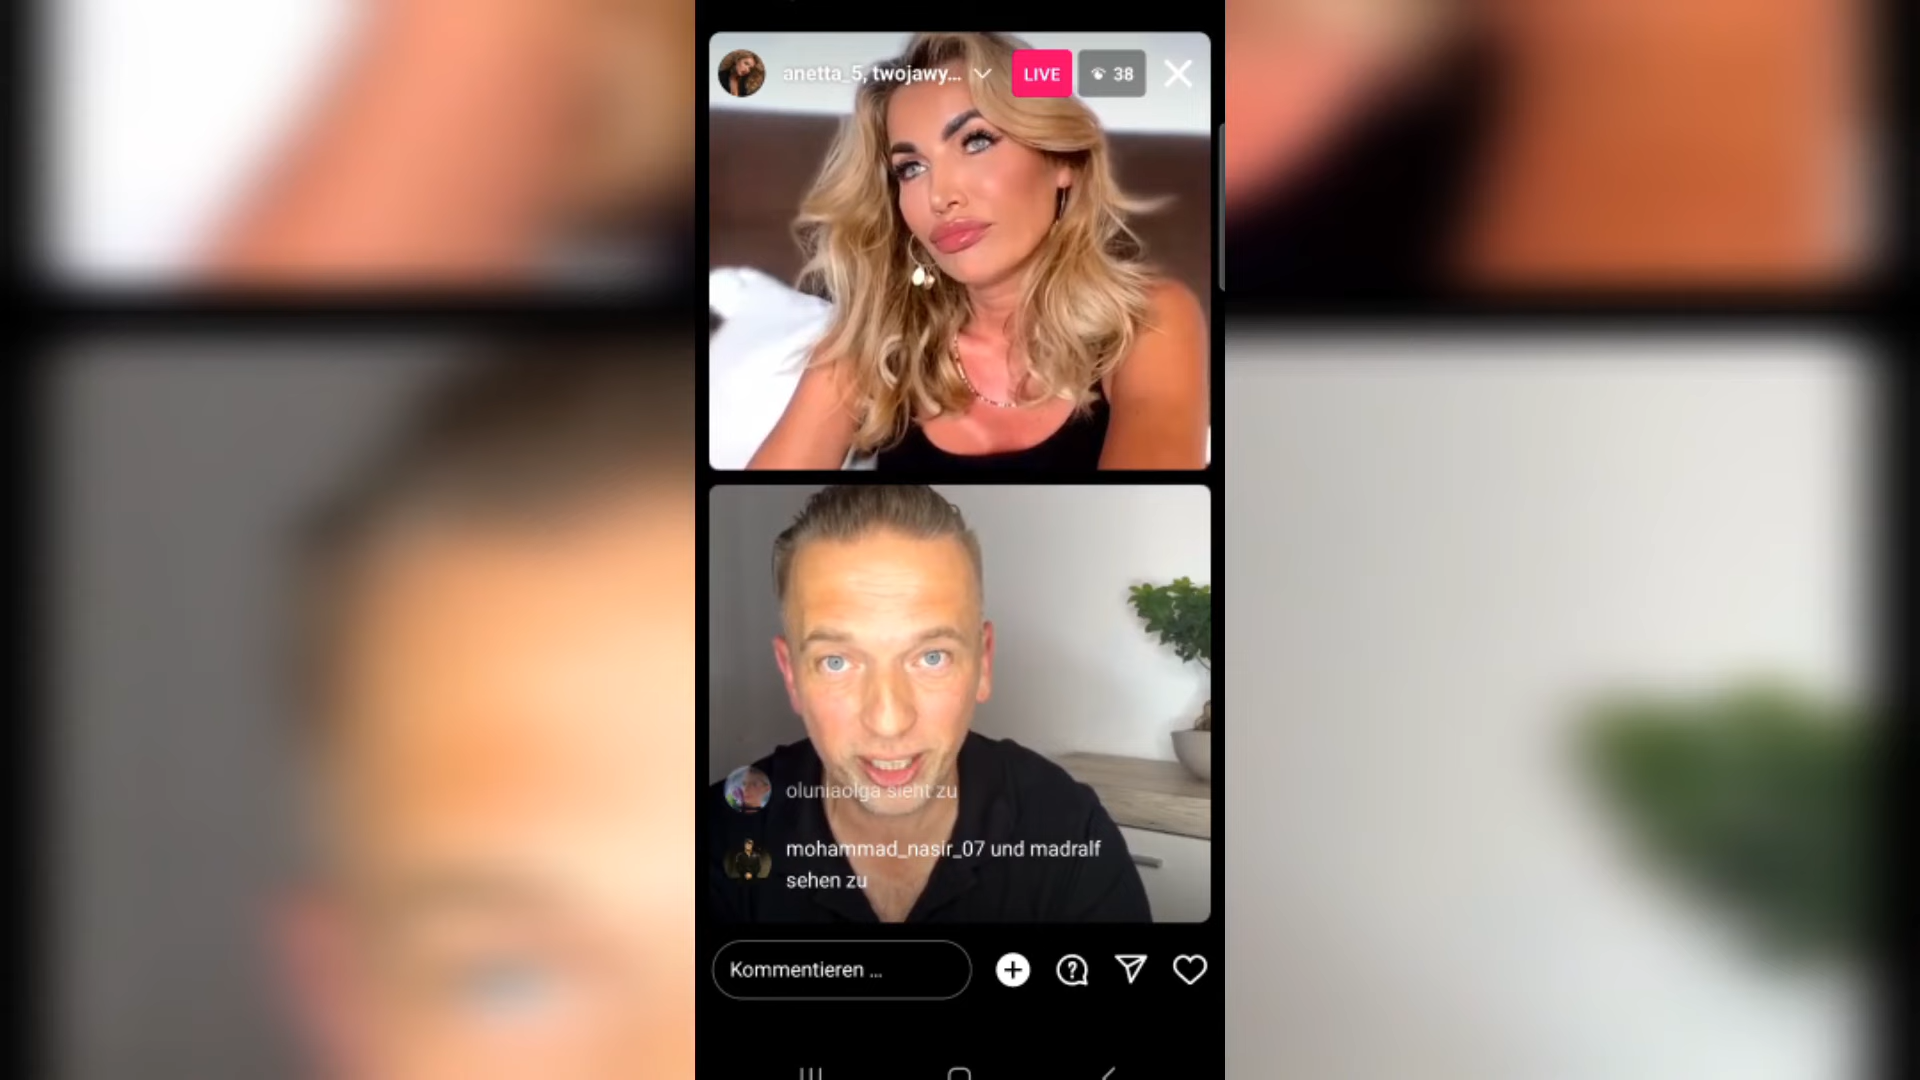 anetta_5, twojawy...
LIVE
38
oluniaolga sieht zu
mohammad_nasir_07 und madralf
sehen zu
Kommentieren ...